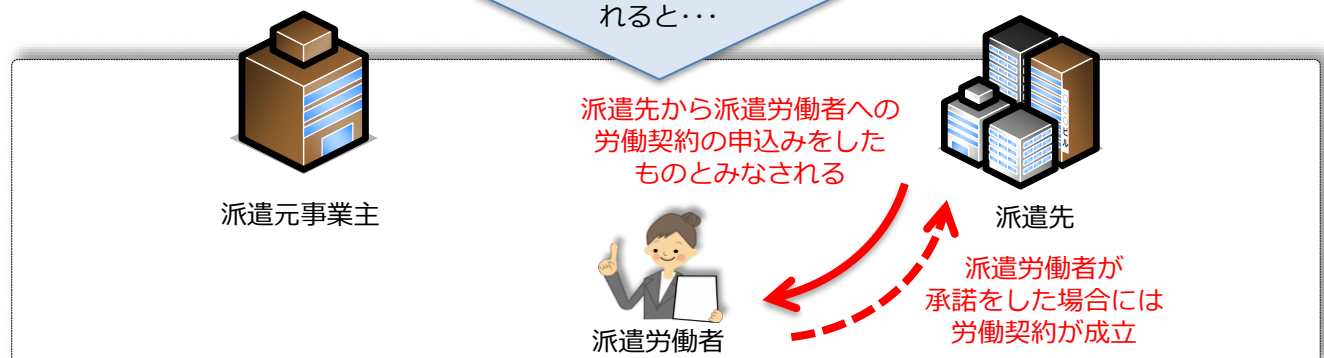 れると･･･
派遣先から派遣労働者への
労働契約の申込みをした
ものとみなされる
派遣元事業主
派遣先
派遣労働者が
承諾をした場合には
労働契約が成立
派遣労働者